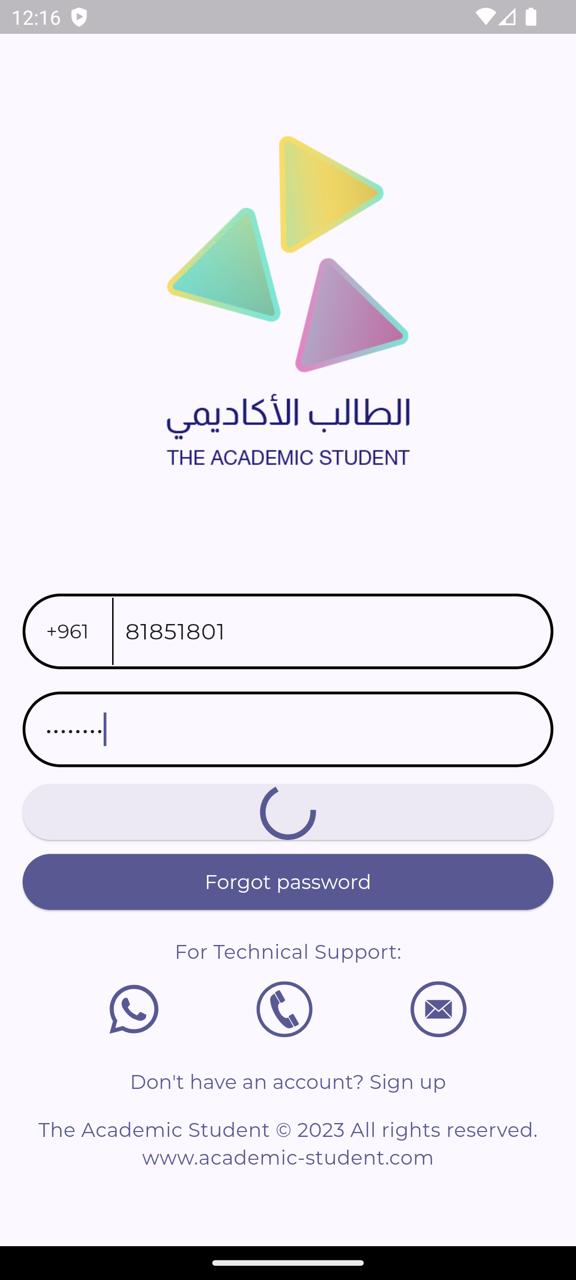 12:16
الطالب الأكاديمي
THE ACADEMIC STUDENT
+961 81851801
••••••••
Forgot password
For Technical Support:
Don't have an account? Sign up
The Academic Student © 2023 All rights reserved.
www.academic-student.com